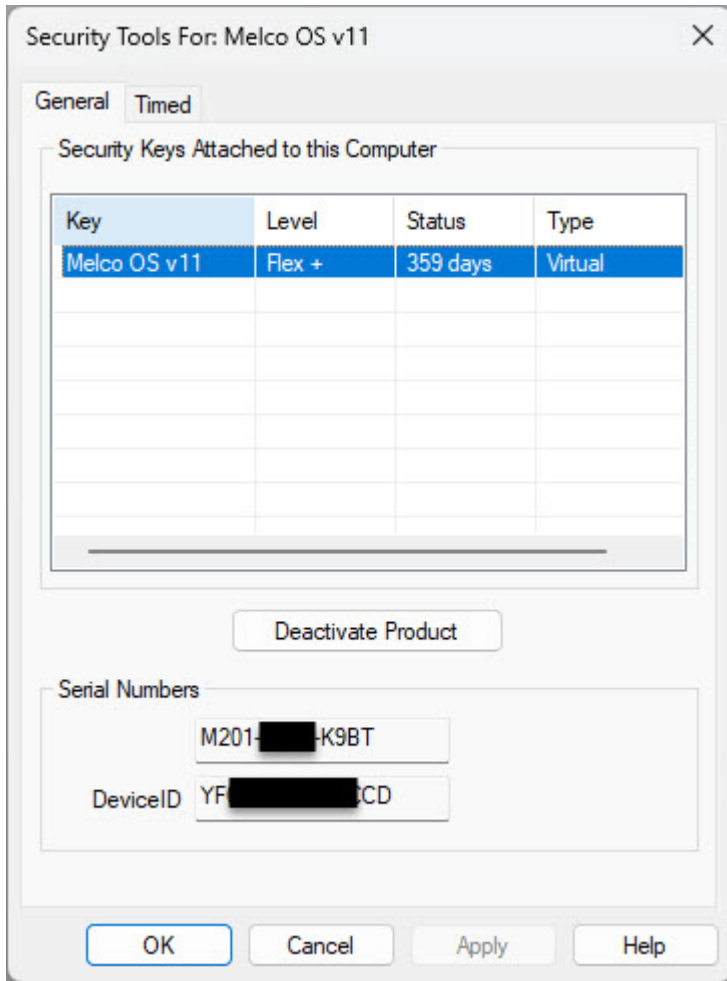 Security Tools For: Melco OS v11
General Timed
Security Keys Attached to this Computer
Key Level Status Type
Melco OS v11 Flex + 359 days Virtual
Deactivate Product
Serial Numbers
M201- -K9BT
DeviceID YF CCD
OK Cancel Apply Help